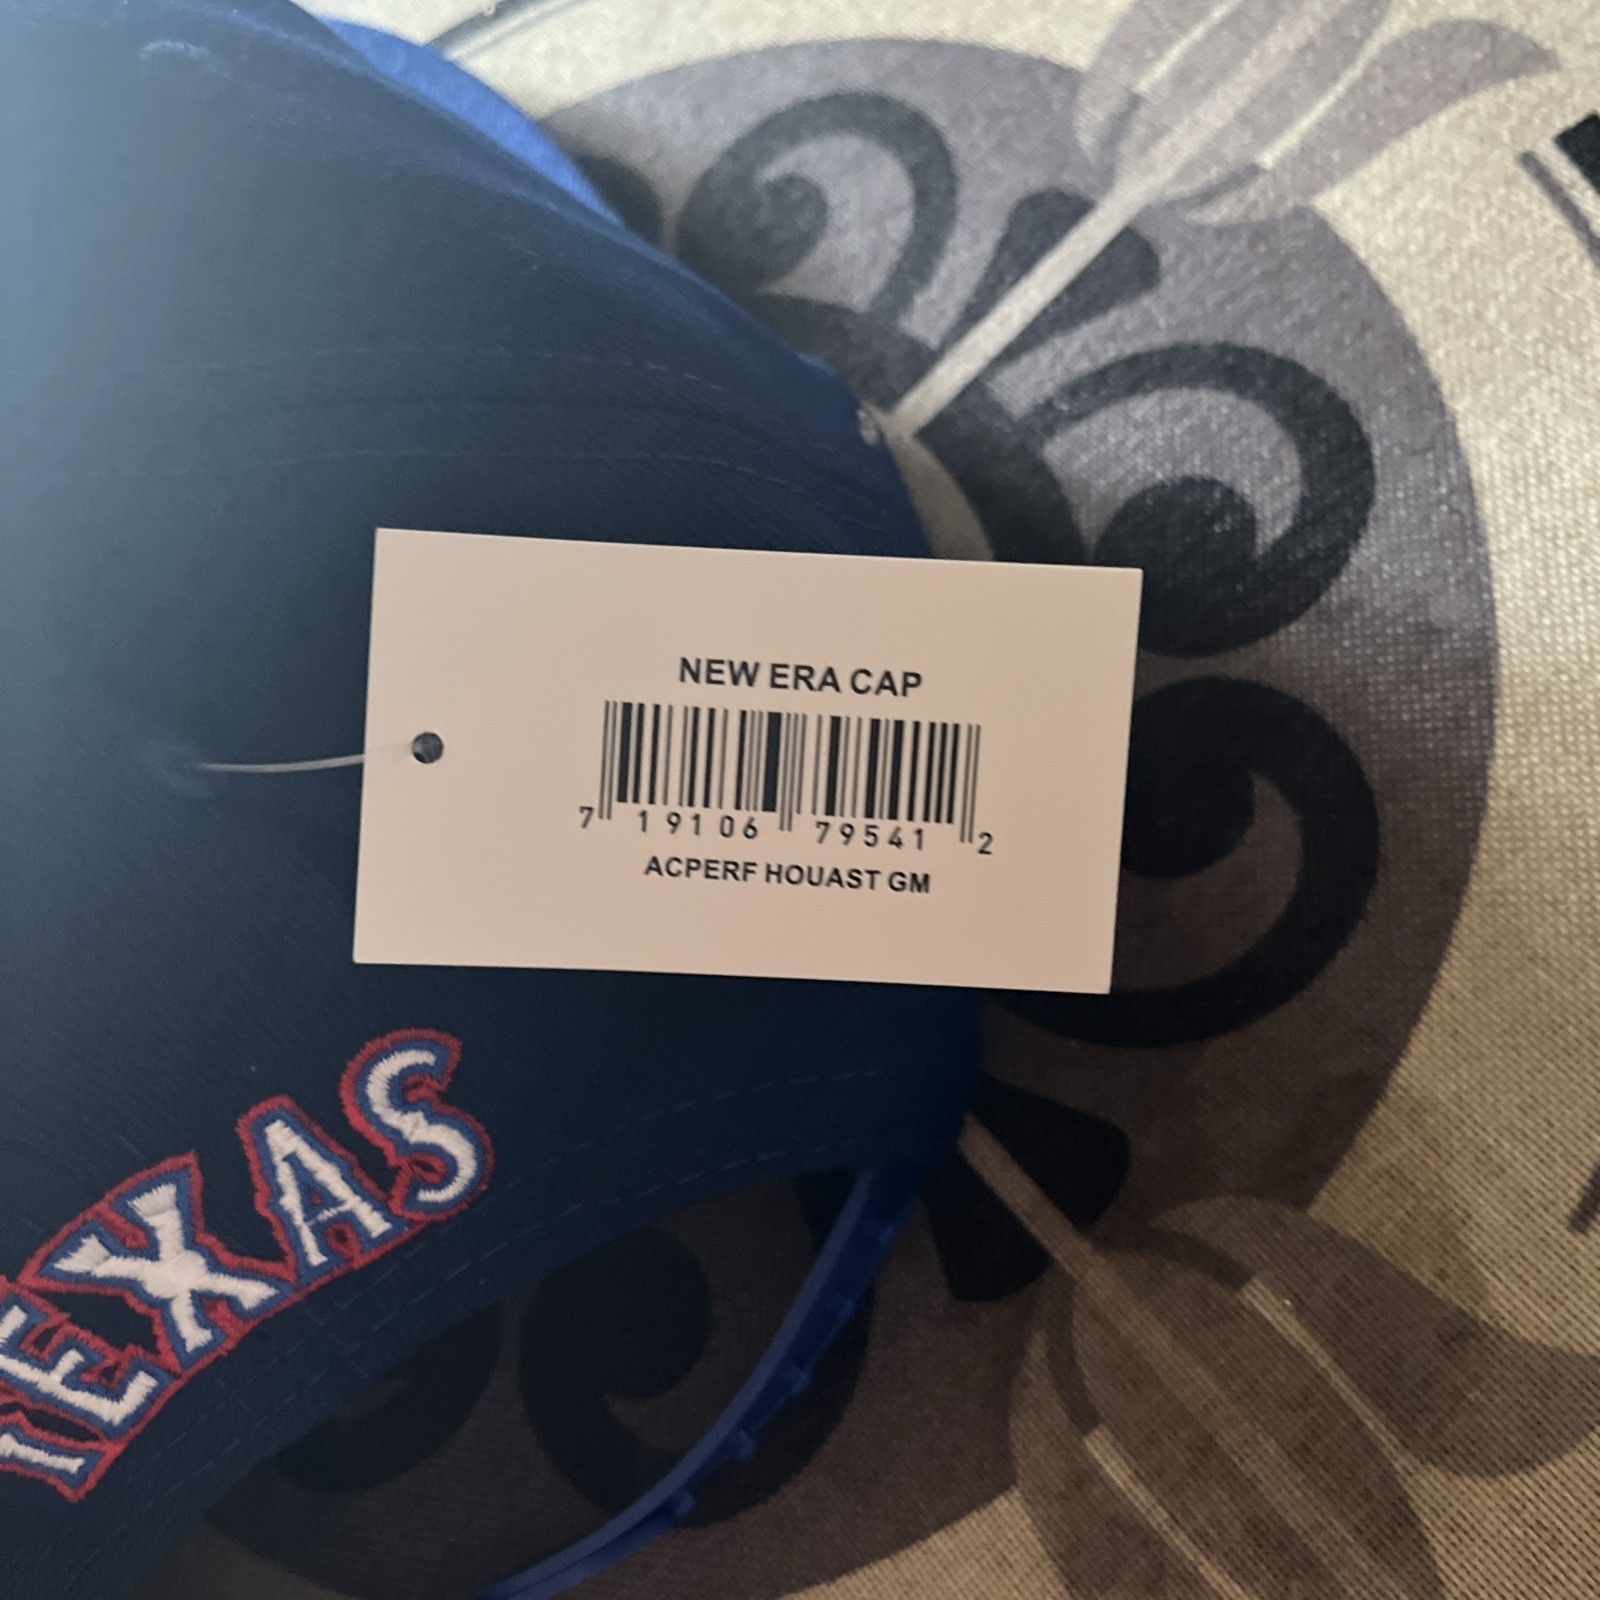 NEW ERA CAP
7 19106 79541 2
ACPERF HOUAST GM
TEXAS